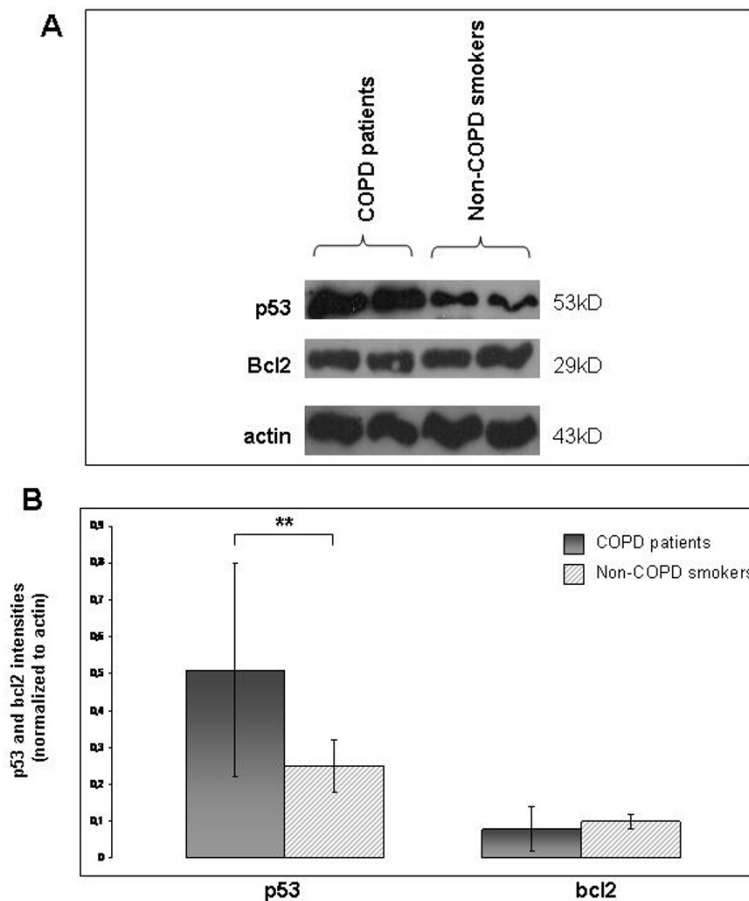 A
COPD patients
Non-COPD smokers
p53
53kD
Bcl2
29kD
actin
43kD
B
p53 and bcl2 intensities
(normalized to actin)
0,9
0,8
0,7
0,6
0,5
0,4
0,3
0,2
0,1
0
**
COPD patients
Non-COPD smokers
p53
bcl2